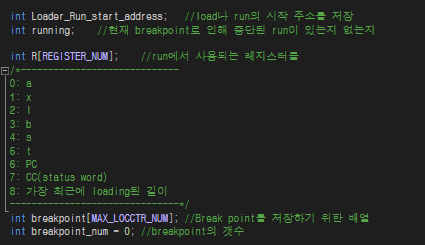 int Loader_Run_start_address; //load나 run의 시작 주소를 저장
int running; //현재 breakpoint로 인해 중단된 run이 있는지 없는지
int R[REGISTER_NUM]; //run에서 사용되는 레지스터들
/*-----------------------------
0: a
1: x
2: l
3: b
4: s
5: t
6: PC
7: CC(status word)
8: 가장 최근에 loading된 길이
-------------------------------*/
int breakpoint[MAX_LOCCTR_NUM]; //Break point를 저장하기 위한 배열
int breakpoint_num = 0; //breakpoint의 갯수